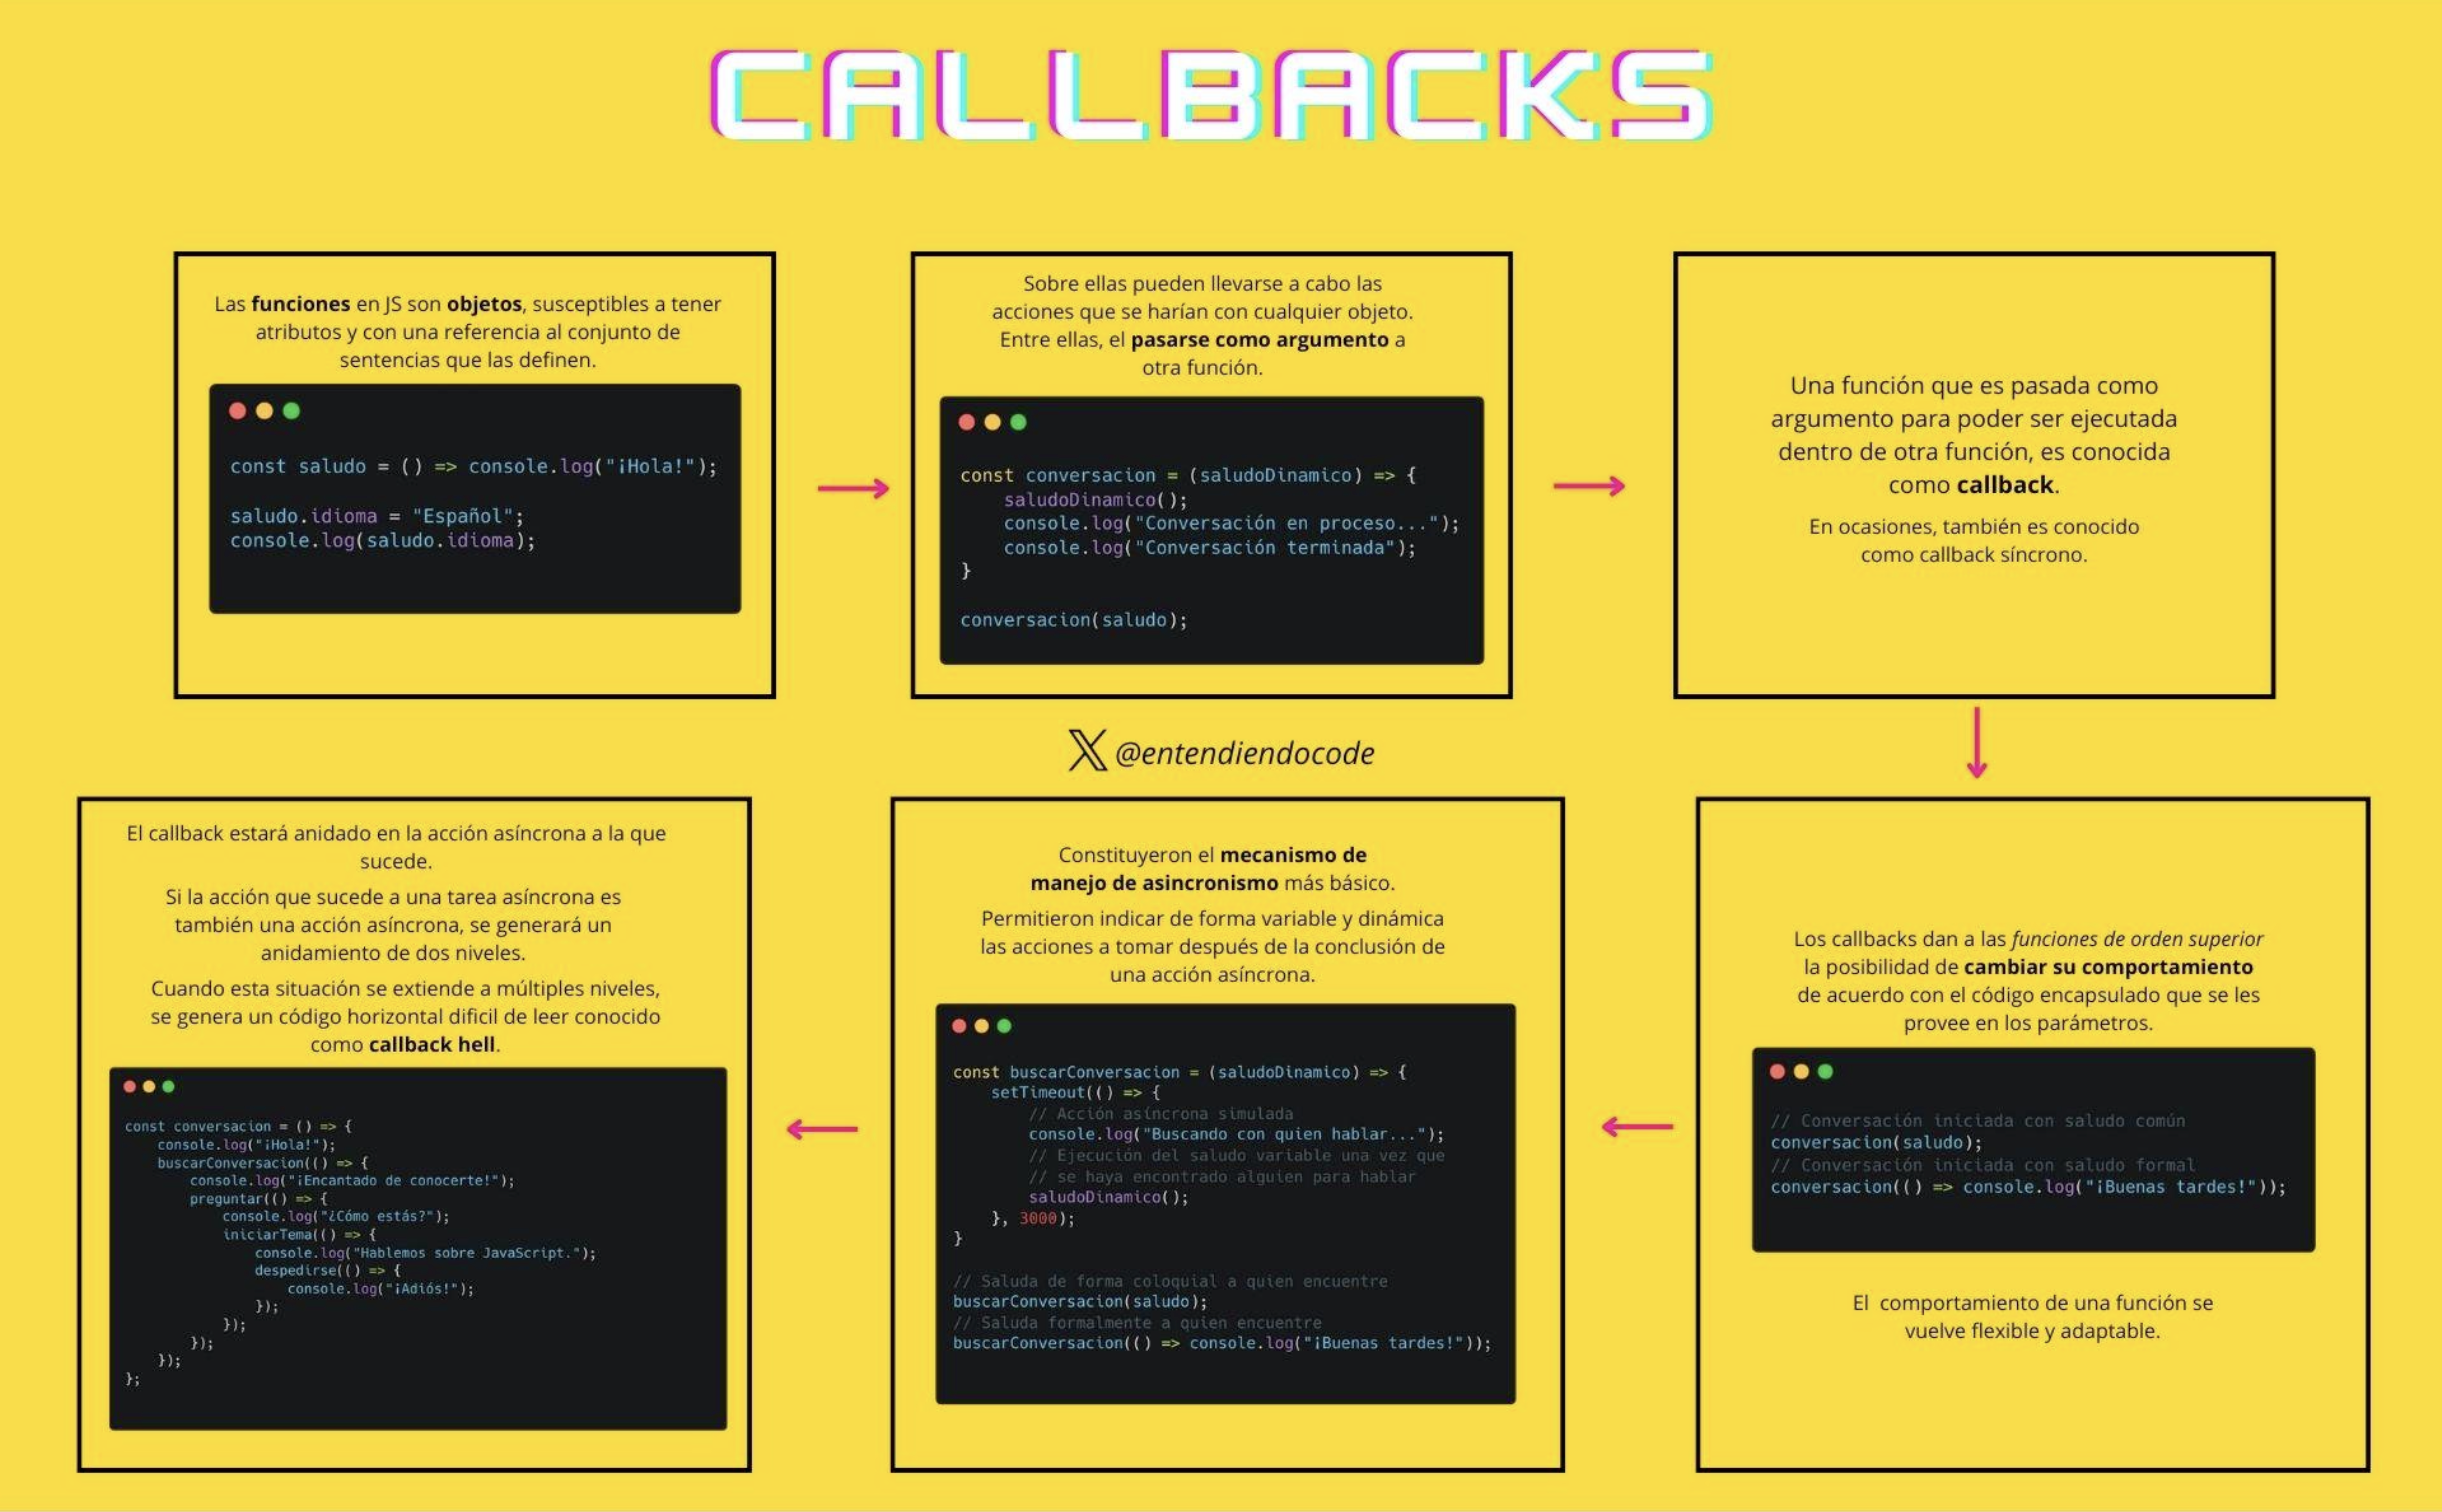 CALLBACKS
Las funciones en JS son objetos, susceptibles a tener
atributos y con una referencia al conjunto de
sentencias que las definen.
const saludo = () => console.log("¡Hola!");
saludo.idioma = "Español";
console.log(saludo.idioma);
Sobre ellas pueden llevarse a cabo las
acciones que se harían con cualquier objeto.
Entre ellas, el pasarse como argumento a
otra función.
const conversacion = (saludoDinamico) => {
    saludoDinamico();
    console.log("Conversación en proceso...");
    console.log("Conversación terminada");
}
conversacion(saludo);
Una función que es pasada como
argumento para poder ser ejecutada
dentro de otra función, es conocida
como callback.
En ocasiones, también es conocido
como callback síncrono.
X @entendiendocode
Los callbacks dan a las funciones de orden superior
la posibilidad de cambiar su comportamiento
de acuerdo con el código encapsulado que se les
provee en los parámetros.
// Conversación iniciada con saludo común
conversacion(saludo);
// Conversación iniciada con saludo formal
conversacion(() => console.log("¡Buenas tardes!"));
El comportamiento de una función se
vuelve flexible y adaptable.
Constituyeron el mecanismo de
manejo de asincronismo más básico.
Permitieron indicar de forma variable y dinámica
las acciones a tomar después de la conclusión de
una acción asíncrona.
const buscarConversacion = (saludoDinamico) => {
    setTimeout(() => {
        // Acción asíncrona simulada
        console.log("Buscando con quien hablar...");
        // Ejecución del saludo variable una vez que
        // se haya encontrado alguien para hablar
        saludoDinamico();
    }, 3000);
}
// Saluda de forma coloquial a quien encuentre
buscarConversacion(saludo);
// Saluda formalmente a quien encuentre
buscarConversacion(() => console.log("¡Buenas tardes!"));
El callback estará anidado en la acción asíncrona a la que
sucede.
Si la acción que sucede a una tarea asíncrona es
también una acción asíncrona, se generará un
anidamiento de dos niveles.
Cuando esta situación se extiende a múltiples niveles,
se genera un código horizontal dificil de leer conocido
como callback hell.
const conversacion = () => {
    console.log("¡Hola!");
    buscarConversacion(() => {
        console.log("¡Encantado de conocerte!");
        preguntar(() => {
            console.log("¿Cómo estás?");
            iniciarTema(() => {
                console.log("Hablemos sobre JavaScript.");
                despedirse(() => {
                    console.log("¡Adiós!");
                });
            });
        });
    });
};